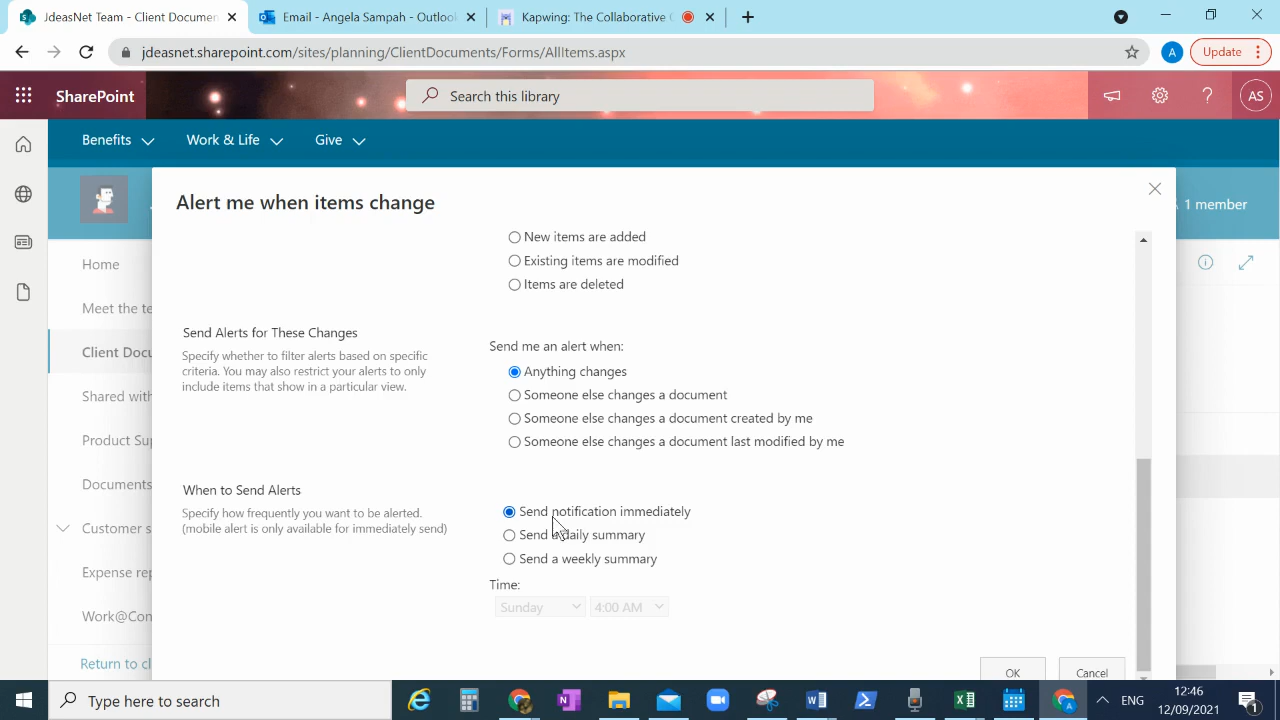 JdeasNet Team - Client Documen
Email - Angela Sampah - Outlook
Kapwing: The Collaborative
jdeasnet.sharepoint.com/sites/planning/ClientDocuments/Forms/AllItems.aspx
A
Update
SharePoint
Search this library
AS
Benefits
Work & Life
Give
1 member
Alert me when items change
Home
Meet the te
Client Docu
Shared with
Product Sup
Documents
Customer s
Expense rep
Work@Con
Return to cl
New items are added
Existing items are modified
Items are deleted
Send Alerts for These Changes
Specify whether to filter alerts based on specific
criteria. You may also restrict your alerts to only
include items that show in a particular view.
Send me an alert when:
Anything changes
Someone else changes a document
Someone else changes a document created by me
Someone else changes a document last modified by me
When to Send Alerts
Specify how frequently you want to be alerted.
(mobile alert is only available for immediately send)
Send notification immediately
Send a daily summary
Send a weekly summary
Time:
Sunday
4:00 AM
OK
Cancel
Type here to search
ENG
12:46
12/09/2021
1